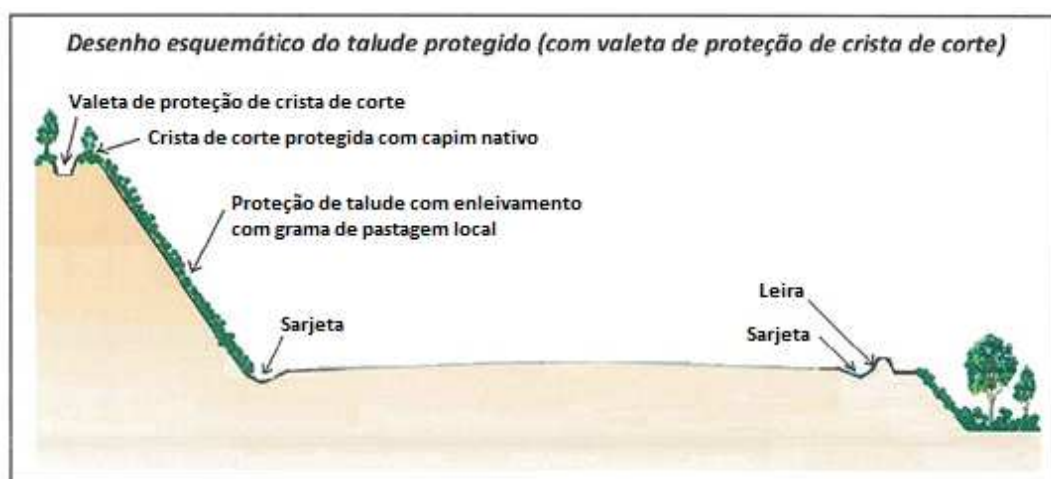 Desenho esquemático do talude protegido (com valeta de proteção de crista de corte)
Valeta de proteção de crista de corte
Crista de corte protegida com capim nativo
Proteção de talude com enleivamento
com grama de pastagem local
Sarjeta
Leira
Sarjeta